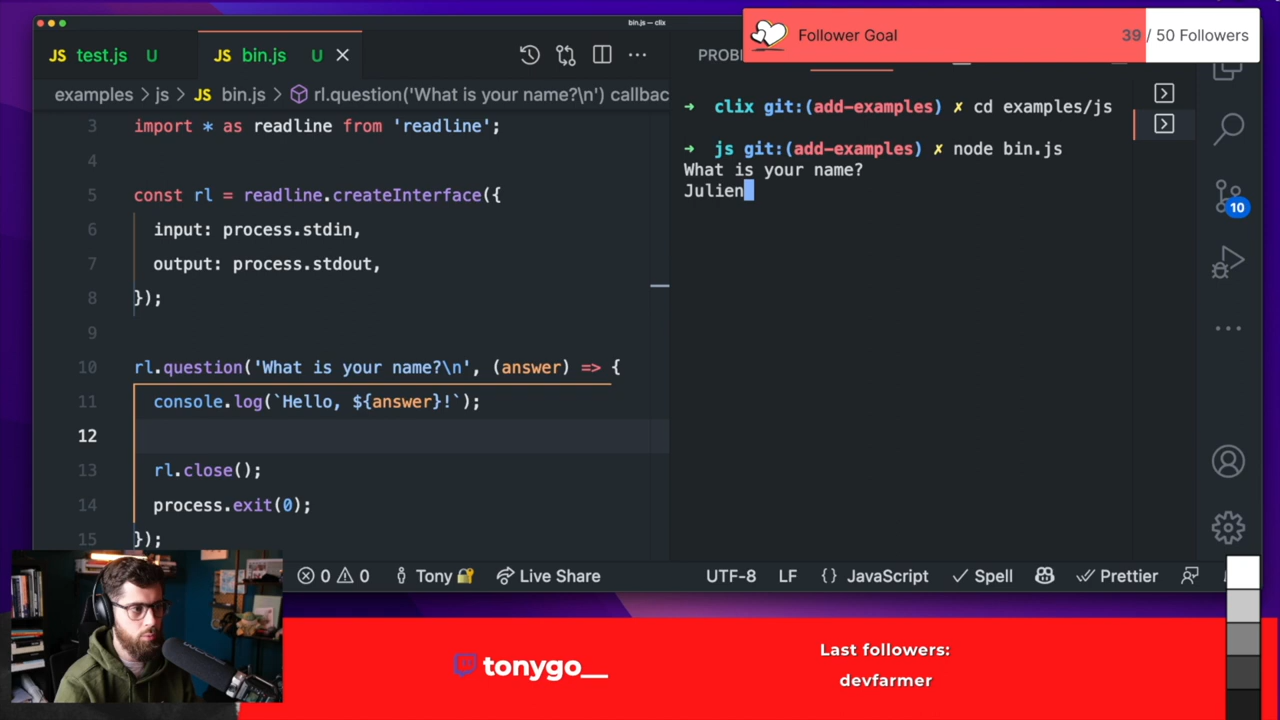 bin.js — clix
Follower Goal
39 / 50 Followers
JS test.js U
JS bin.js U
PROB
examples > js > JS bin.js > rl.question('What is your name?\n') callbac
3 import * as readline from 'readline';
4
5 const rl = readline.createInterface({
6 input: process.stdin,
7 output: process.stdout,
8 });
9
10 rl.question('What is your name?\n', (answer) => {
11 console.log(`Hello, ${answer}!`);
12
13 rl.close();
14 process.exit(0);
15 });
→ clix git:(add-examples) ✗ cd examples/js
→ js git:(add-examples) ✗ node bin.js
What is your name?
Julien
10
0 0 Tony Live Share UTF-8 LF {} JavaScript Spell Prettier
tonygo__
Last followers:
devfarmer